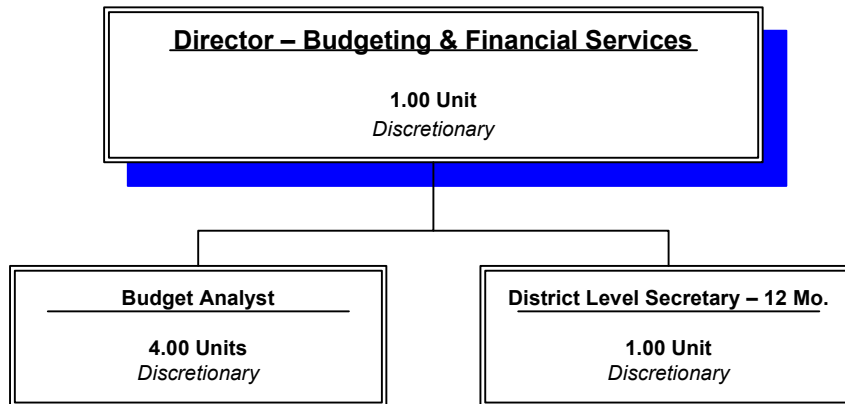 Director – Budgeting & Financial Services
1.00 Unit
Discretionary
Budget Analyst
4.00 Units
Discretionary
District Level Secretary – 12 Mo.
1.00 Unit
Discretionary